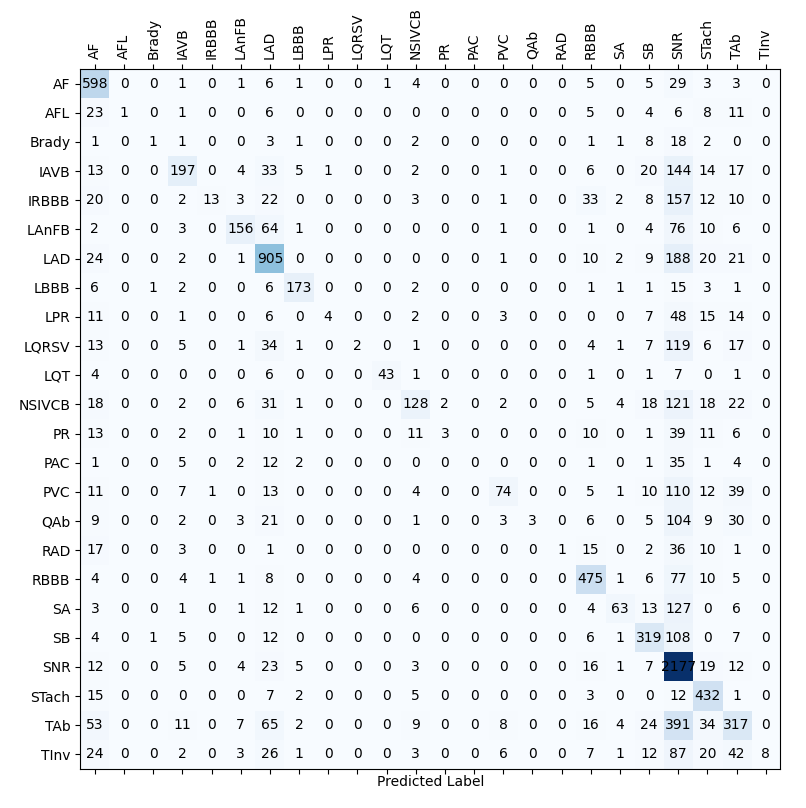 AF AFL Brady IAVB IRBBB LAnFB LAD LBBB LPR LQRSV LQT NSIVCB PR PAC PVC QAb RAD RBBB SA SB SNR STach TAb TInv
AF 598 0 0 1 0 1 6 1 0 0 1 4 0 0 0 0 0 5 0 5 29 3 3 0
AFL 23 1 0 1 0 0 6 0 0 0 0 0 0 0 0 0 0 5 0 4 6 8 11 0
Brady 1 0 1 1 0 0 3 1 0 0 0 2 0 0 0 0 0 1 1 8 18 2 0 0
IAVB 13 0 0 197 0 4 33 5 1 0 0 2 0 0 1 0 0 6 0 20 144 14 17 0
IRBBB 20 0 0 2 13 3 22 0 0 0 0 3 0 0 1 0 0 33 2 8 157 12 10 0
LAnFB 2 0 0 3 0 156 64 1 0 0 0 0 0 0 1 0 0 1 0 4 76 10 6 0
LAD 24 0 0 2 0 1 905 0 0 0 0 0 0 0 1 0 0 10 2 9 188 20 21 0
LBBB 6 0 1 2 0 0 6 173 0 0 0 2 0 0 0 0 0 1 1 1 15 3 1 0
LPR 11 0 0 1 0 0 6 0 4 0 0 2 0 0 3 0 0 0 0 7 48 15 14 0
LQRSV 13 0 0 5 0 1 34 1 0 2 0 1 0 0 0 0 0 4 1 7 119 6 17 0
LQT 4 0 0 0 0 0 6 0 0 0 43 1 0 0 0 0 0 1 0 1 7 0 1 0
NSIVCB 18 0 0 2 0 6 31 1 0 0 0 128 2 0 2 0 0 5 4 18 121 18 22 0
PR 13 0 0 2 0 1 10 1 0 0 0 11 3 0 0 0 0 10 0 1 39 11 6 0
PAC 1 0 0 5 0 2 12 2 0 0 0 0 0 0 0 0 0 1 0 1 35 1 4 0
PVC 11 0 0 7 1 0 13 0 0 0 0 4 0 0 74 0 0 5 1 10 110 12 39 0
QAb 9 0 0 2 0 3 21 0 0 0 0 1 0 0 3 3 0 6 0 5 104 9 30 0
RAD 17 0 0 3 0 0 1 0 0 0 0 0 0 0 0 0 1 15 0 2 36 10 1 0
RBBB 4 0 0 4 1 1 8 0 0 0 0 4 0 0 0 0 0 475 1 6 77 10 5 0
SA 3 0 0 1 0 1 12 1 0 0 0 6 0 0 0 0 0 4 63 13 127 0 6 0
SB 4 0 1 5 0 0 12 0 0 0 0 0 0 0 0 0 0 6 1 319 108 0 7 0
SNR 12 0 0 5 0 4 23 5 0 0 0 3 0 0 0 0 0 16 1 7 2177 19 12 0
STach 15 0 0 0 0 0 7 2 0 0 0 5 0 0 0 0 0 3 0 0 12 432 1 0
TAb 53 0 0 11 0 7 65 2 0 0 0 9 0 0 8 0 0 16 4 24 391 34 317 0
TInv 24 0 0 2 0 3 26 1 0 0 0 3 0 0 6 0 0 7 1 12 87 20 42 8
Predicted Label